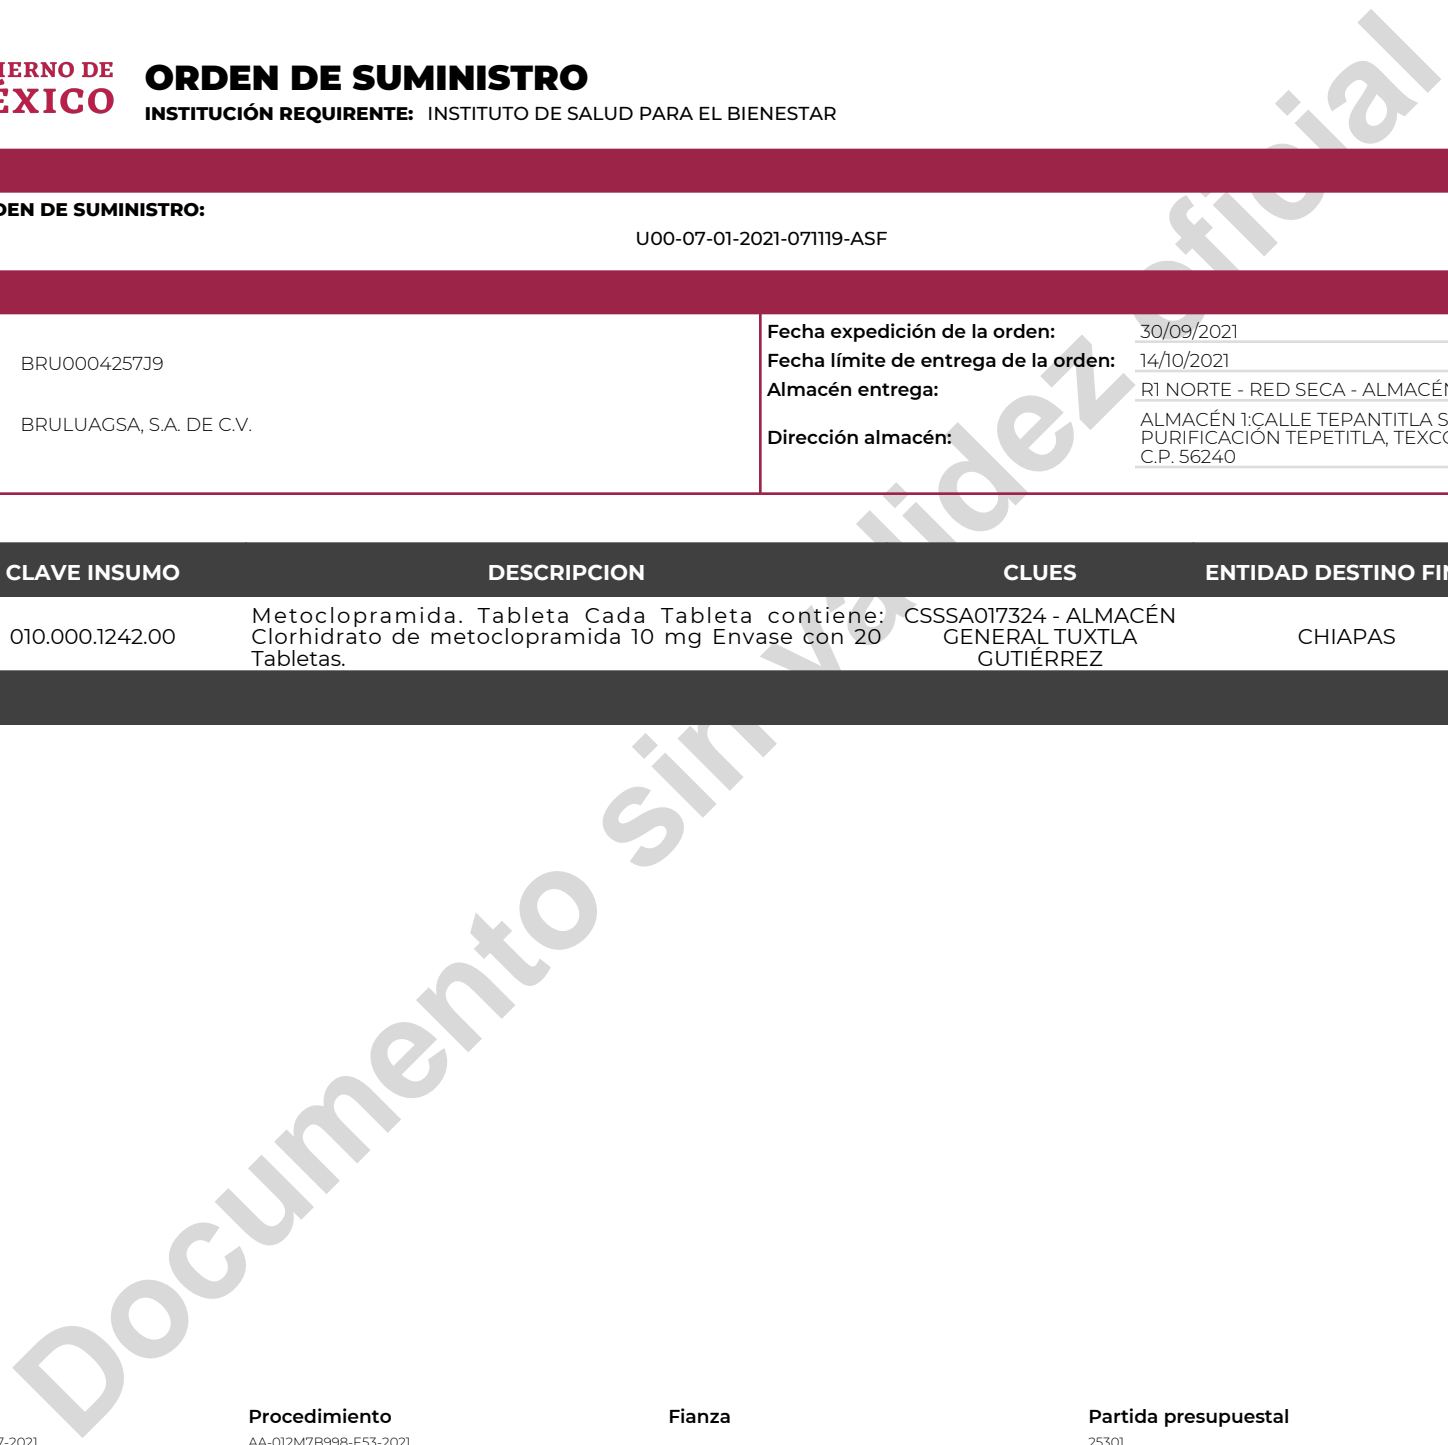 ORDEN DE SUMINISTRO
INSTITUCIÓN REQUIRENTE: INSTITUTO DE SALUD PARA EL BIENESTAR
DE
DE SUMINISTRO:
U00-07-01-2021-071119-ASF
BRU0004257J9
BRULUAGSA, S.A. DE C.V.
Fecha expedición de la orden: 30/09/2021
Fecha límite de entrega de la orden: 14/10/2021
Almacén entrega: R1 NORTE - RED SECA - ALMACÉN
Dirección almacén:
ALMACÉN 1:CALLE TEPANTITLA
PURIFICACIÓN TEPETITLA,
C.P. 56240
CLAVE INSUMO DESCRIPCION CLUES ENTIDAD DESTINO
010.000.1242.00
Metoclopramida. Tableta Cada Tableta contiene:
Clorhidrato de metoclopramida 10 mg Envase con 20
Tabletas.
CSSSA017324 - ALMACÉN
GENERAL TUXTLA
GUTIÉRREZ
CHIAPAS
Documento sin validez oficial
Procedimiento Fianza Partida presupuestal
AA-012M7B998-E53-2021 25301